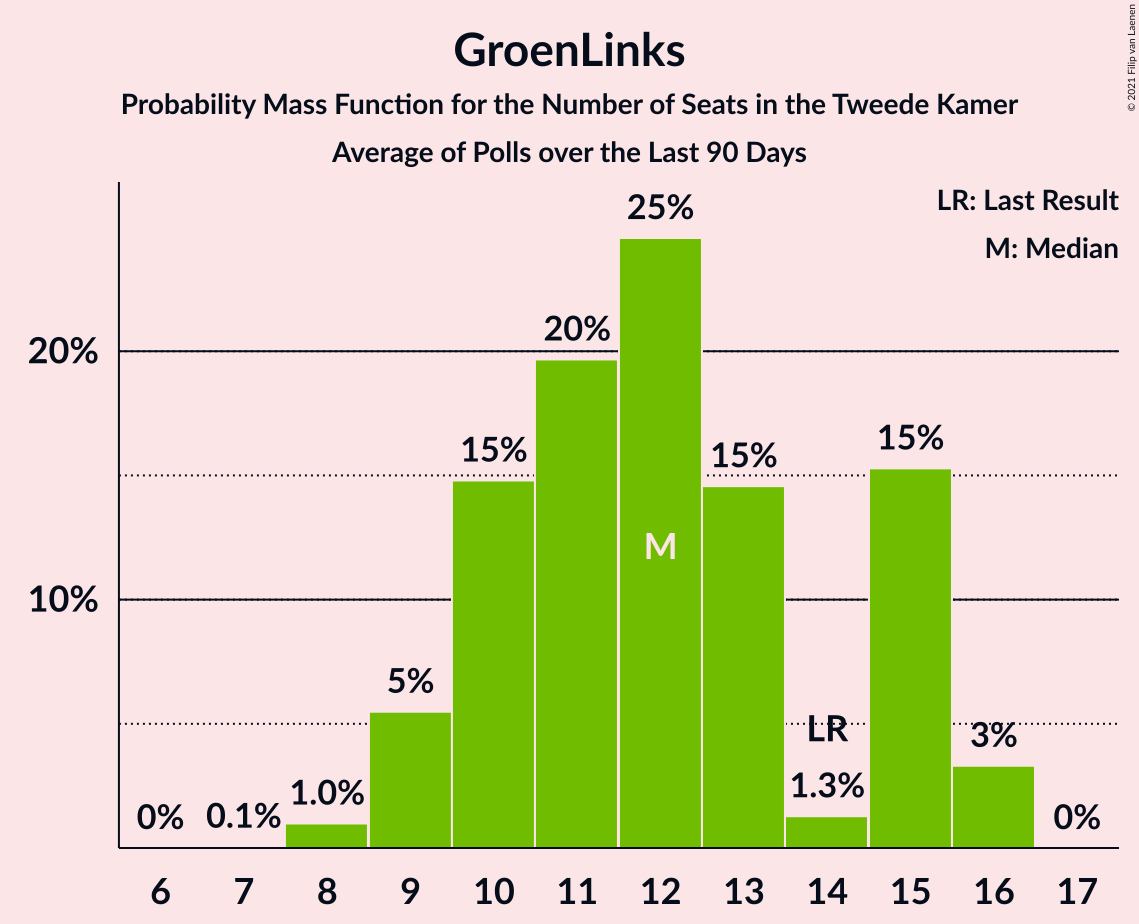 GroenLinks
Probability Mass Function for the Number of Seats in the Tweede Kamer
Average of Polls over the Last 90 Days
© 2021 Filip van Laenen
LR: Last Result
M: Median
20%
10%
0%
0.1%
1.0%
5%
15%
20%
25%
M
15%
LR
1.3%
15%
3%
0%
6 7 8 9 10 11 12 13 14 15 16 17